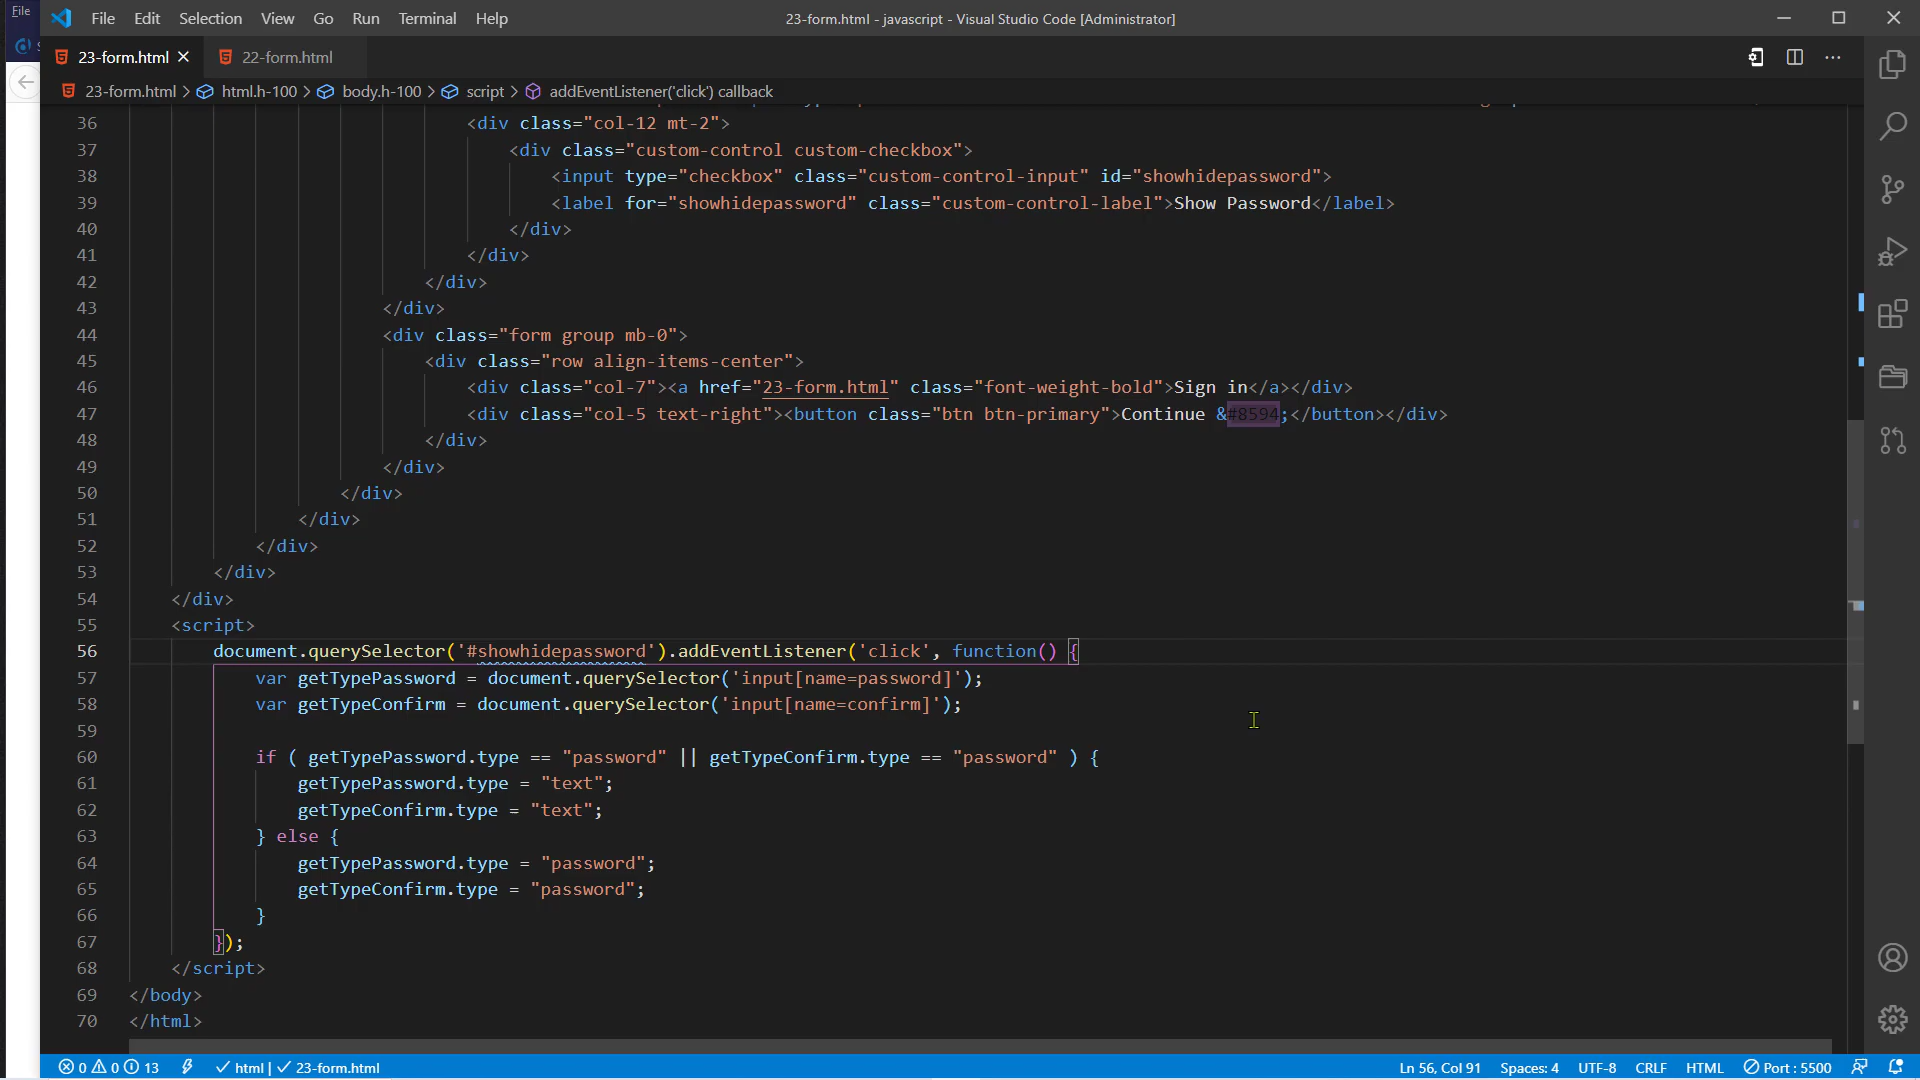 File
File Edit Selection View Go Run Terminal Help
23-form.html - javascript - Visual Studio Code [Administrator]
23-form.html × 22-form.html
23-form.html > html.h-100 > body.h-100 > script > addEventListener('click') callback
36 <div class="col-12 mt-2">
37 <div class="custom-control custom-checkbox">
38 <input type="checkbox" class="custom-control-input" id="showhidepassword">
39 <label for="showhidepassword" class="custom-control-label">Show Password</label>
40 </div>
41 </div>
42 </div>
43 </div>
44 <div class="form group mb-0">
45 <div class="row align-items-center">
46 <div class="col-7"><a href="23-form.html" class="font-weight-bold">Sign in</a></div>
47 <div class="col-5 text-right"><button class="btn btn-primary">Continue &#8594;</button></div>
48 </div>
49 </div>
50 </div>
51 </div>
52 </div>
53 </div>
54 </div>
55 <script>
56 document.querySelector('#showhidepassword').addEventListener('click', function() {
57 var getTypePassword = document.querySelector('input[name=password]');
58 var getTypeConfirm = document.querySelector('input[name=confirm]');
59
60 if ( getTypePassword.type == "password" || getTypeConfirm.type == "password" ) {
61 getTypePassword.type = "text";
62 getTypeConfirm.type = "text";
63 } else {
64 getTypePassword.type = "password";
65 getTypeConfirm.type = "password";
66 }
67 });
68 </script>
69 </body>
70 </html>
0 0 13 html | 23-form.html Ln 56, Col 91 Spaces: 4 UTF-8 CRLF HTML Port : 5500